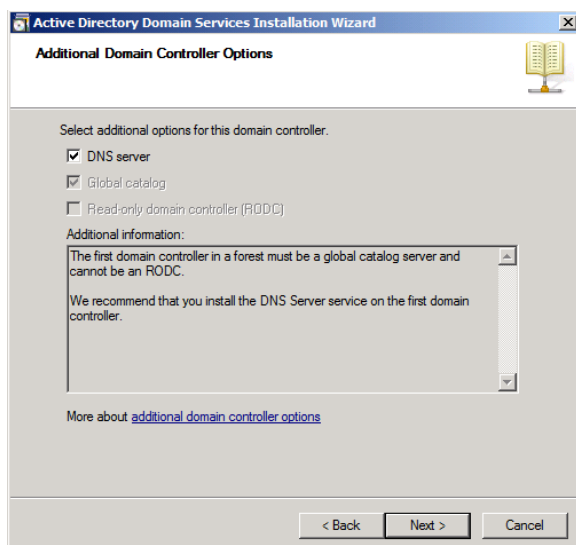 Active Directory Domain Services Installation Wizard
Additional Domain Controller Options
Select additional options for this domain controller.
DNS server
Global catalog
Read-only domain controller (RODC)
Additional information:
The first domain controller in a forest must be a global catalog server and
cannot be an RODC.
We recommend that you install the DNS Server service on the first domain
controller.
More about additional domain controller options
< Back
Next >
Cancel